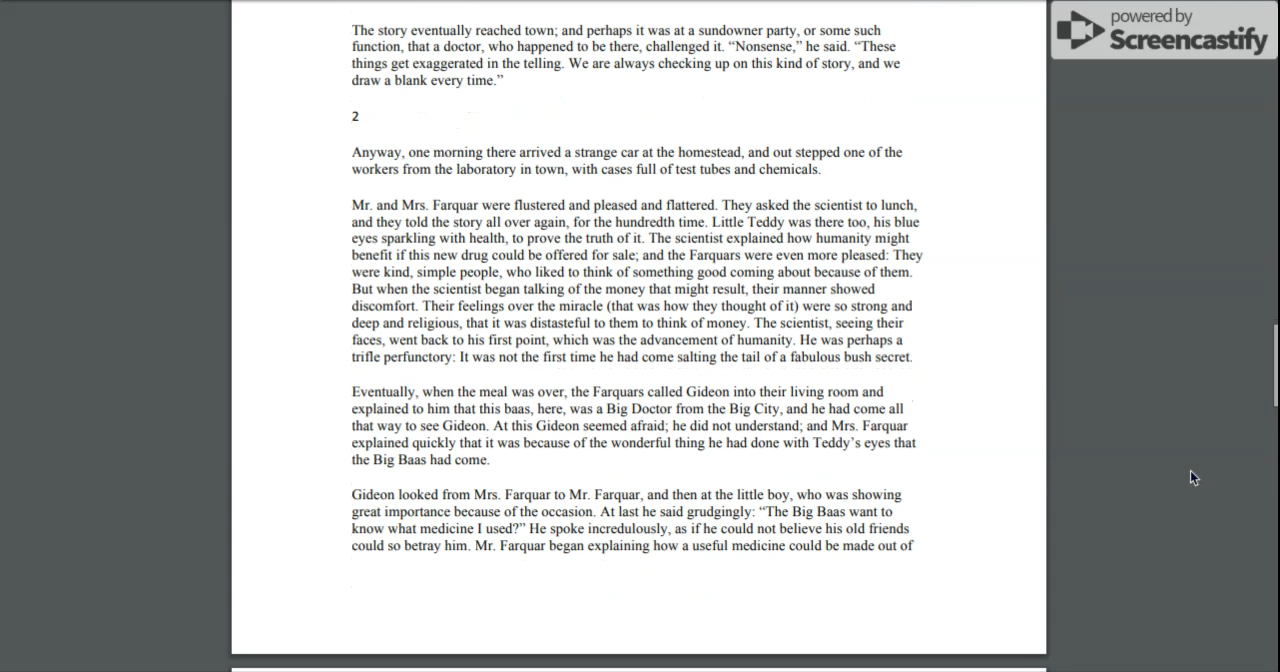 powered by
Screencastify
The story eventually reached town; and perhaps it was at a sundowner party, or some such
function, that a doctor, who happened to be there, challenged it. “Nonsense,” he said. “These
things get exaggerated in the telling. We are always checking up on this kind of story, and we
draw a blank every time.”
2
Anyway, one morning there arrived a strange car at the homestead, and out stepped one of the
workers from the laboratory in town, with cases full of test tubes and chemicals.
Mr. and Mrs. Farquar were flustered and pleased and flattered. They asked the scientist to lunch,
and they told the story all over again, for the hundredth time. Little Teddy was there too, his blue
eyes sparkling with health, to prove the truth of it. The scientist explained how humanity might
benefit if this new drug could be offered for sale; and the Farquars were even more pleased: They
were kind, simple people, who liked to think of something good coming about because of them.
But when the scientist began talking of the money that might result, their manner showed
discomfort. Their feelings over the miracle (that was how they thought of it) were so strong and
deep and religious, that it was distasteful to them to think of money. The scientist, seeing their
faces, went back to his first point, which was the advancement of humanity. He was perhaps a
trifle perfunctory: It was not the first time he had come salting the tail of a fabulous bush secret.
Eventually, when the meal was over, the Farquars called Gideon into their living room and
explained to him that this baas, here, was a Big Doctor from the Big City, and he had come all
that way to see Gideon. At this Gideon seemed afraid; he did not understand; and Mrs. Farquar
explained quickly that it was because of the wonderful thing he had done with Teddy’s eyes that
the Big Baas had come.
Gideon looked from Mrs. Farquar to Mr. Farquar, and then at the little boy, who was showing
great importance because of the occasion. At last he said grudgingly: “The Big Baas want to
know what medicine I used?” He spoke incredulously, as if he could not believe his old friends
could so betray him. Mr. Farquar began explaining how a useful medicine could be made out of